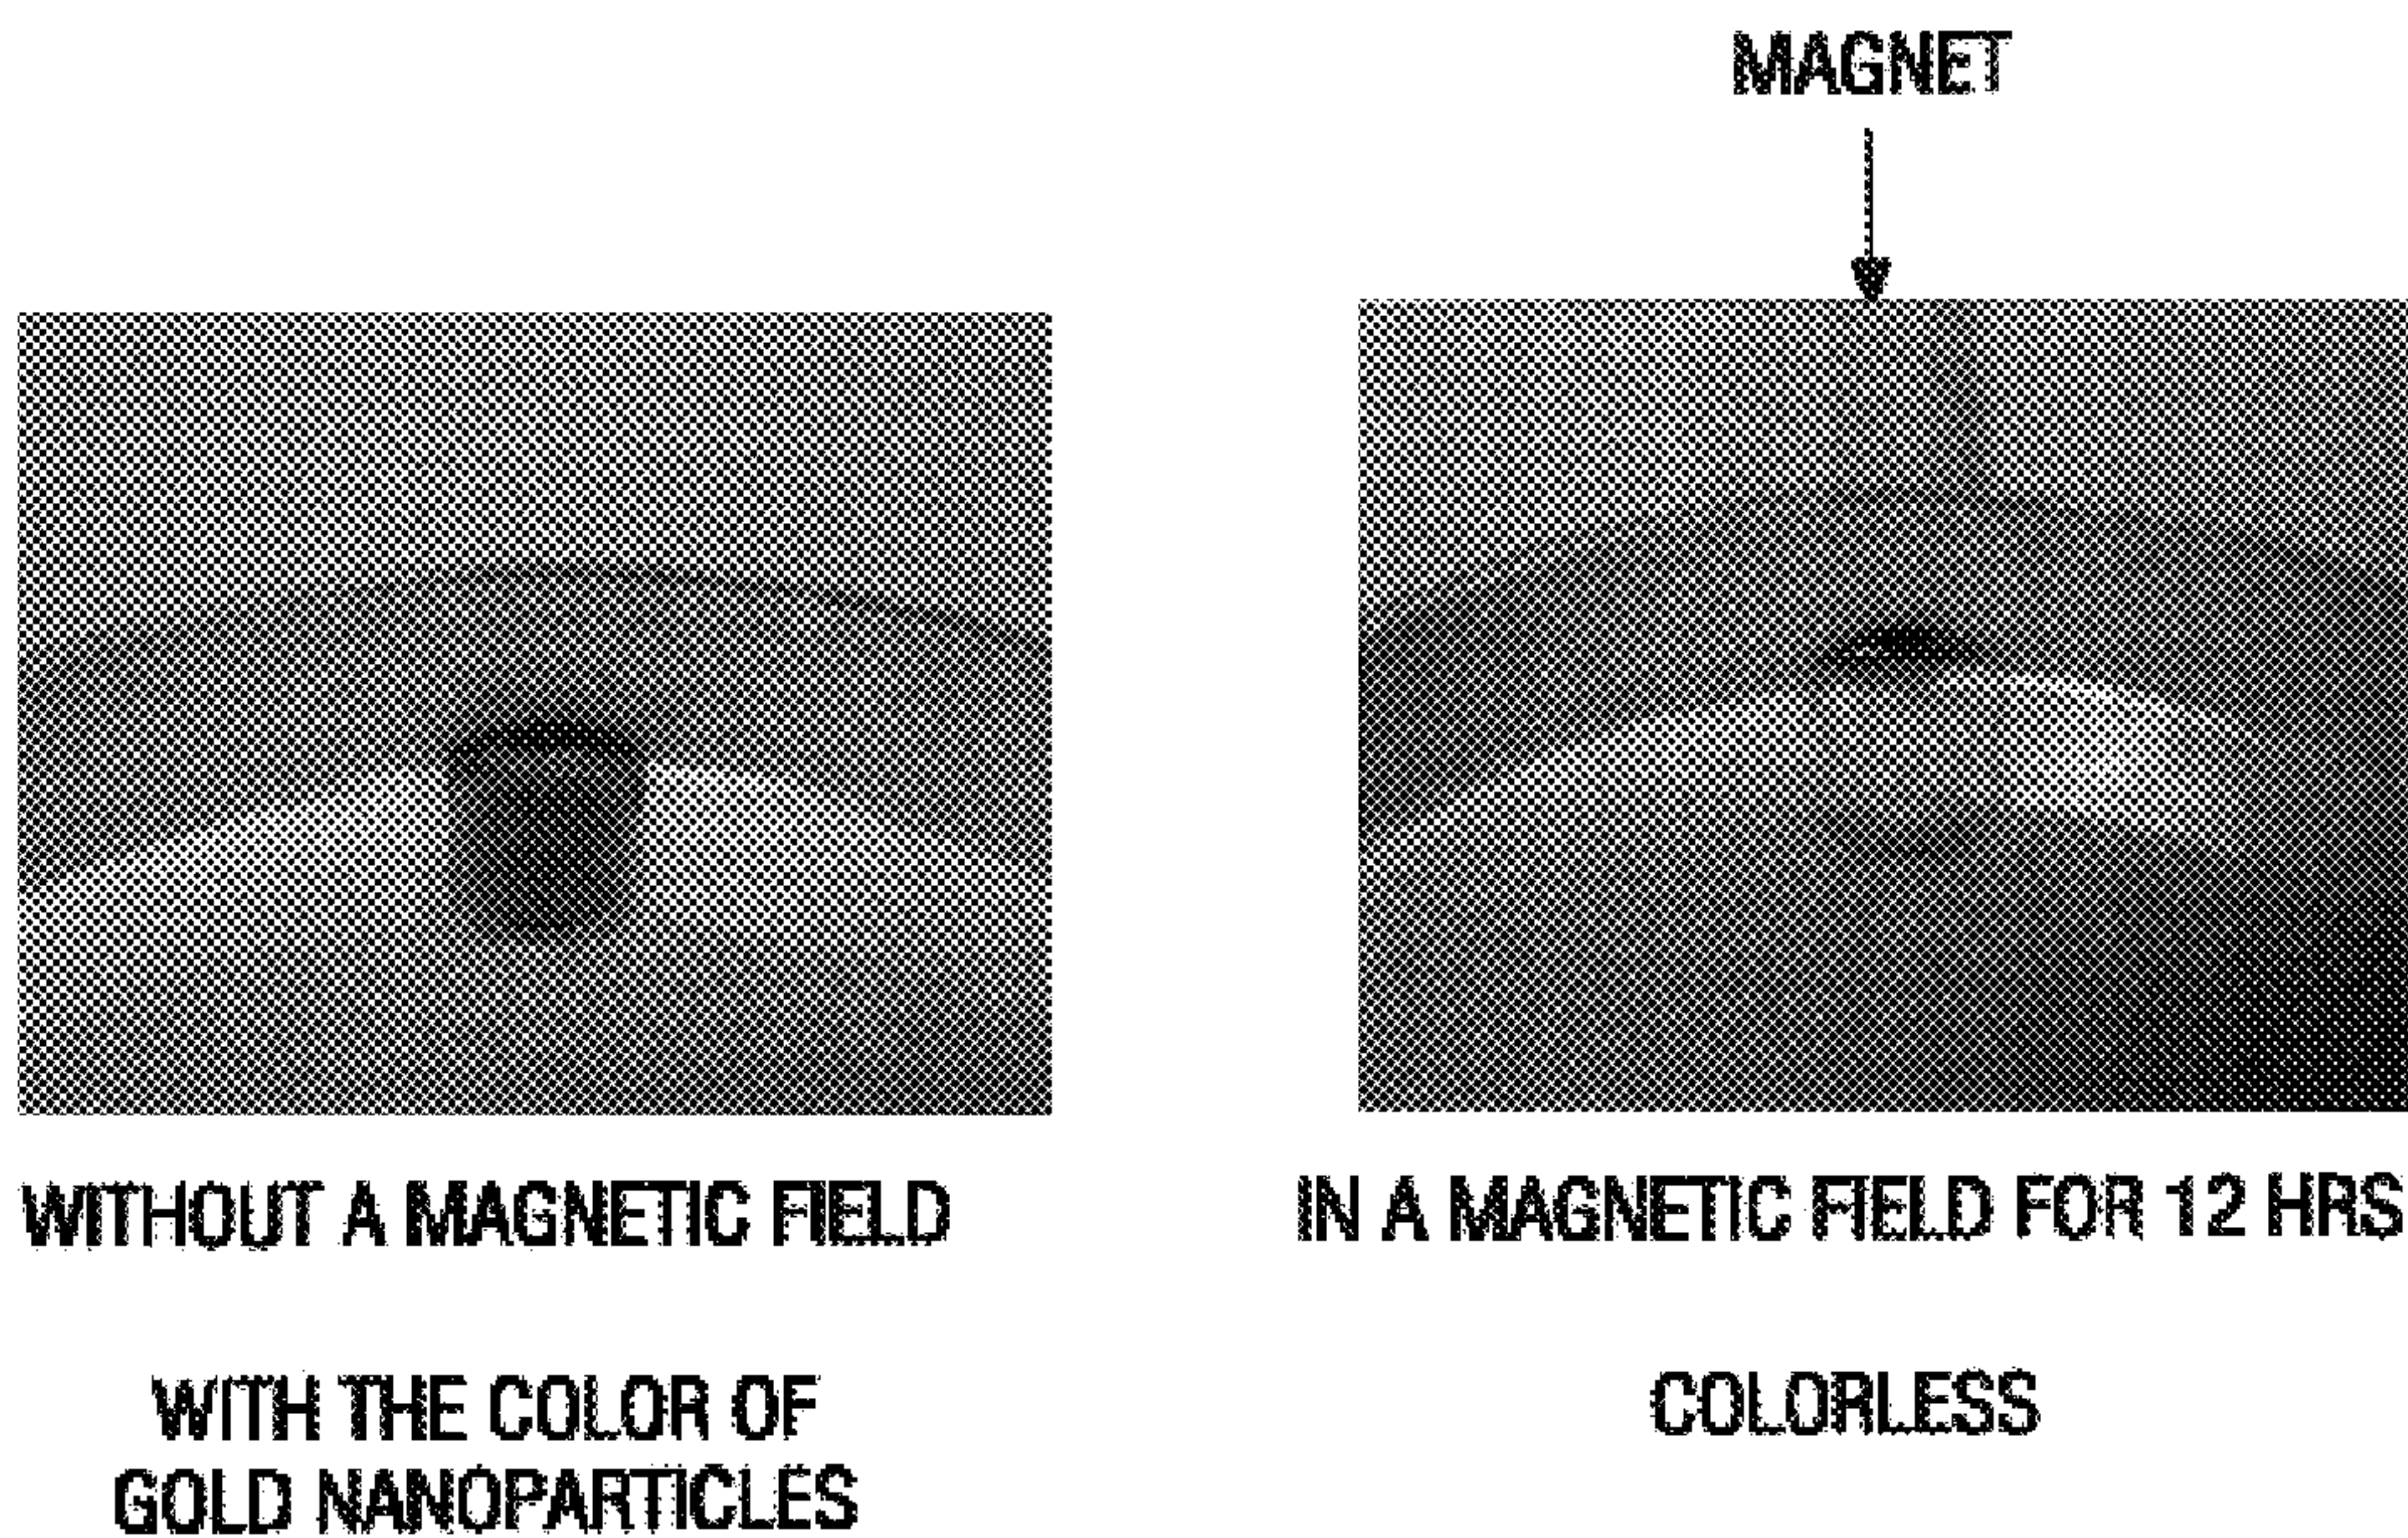 MAGNET
WITHOUT A MAGNETIC FIELD
IN A MAGNETIC FIELD FOR 12 HRS
WITH THE COLOR OF
GOLD NANOPARTICLES
COLORLESS